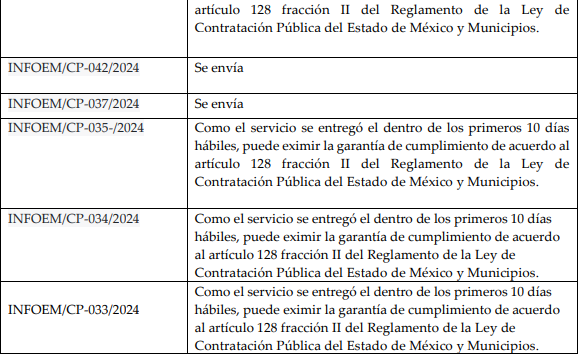 artículo 128 fracción II del Reglamento de la Ley de
Contratación Pública del Estado de México y Municipios.
INFOEM/CP-042/2024
Se envía
INFOEM/CP-037/2024
Se envía
INFOEM/CP-035-/2024
Como el servicio se entregó el dentro de los primeros 10 días
hábiles, puede eximir la garantía de cumplimiento de acuerdo al
artículo 128 fracción II del Reglamento de la Ley de
Contratación Pública del Estado de México y Municipios.
INFOEM/CP-034/2024
Como el servicio se entregó el dentro de los primeros 10 días
hábiles, puede eximir la garantía de cumplimiento de acuerdo
al artículo 128 fracción II del Reglamento de la Ley de
Contratación Pública del Estado de México y Municipios.
INFOEM/CP-033/2024
Como el servicio se entregó el dentro de los primeros 10 días
hábiles, puede eximir la garantía de cumplimiento de acuerdo
al artículo 128 fracción II del Reglamento de la Ley de
Contratación Pública del Estado de México y Municipios.